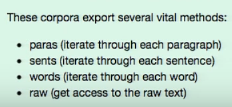 These corpora export several vital methods:
• paras (iterate through each paragraph)
• sents (iterate through each sentence)
• words (iterate through each word)
• raw (get access to the raw text)